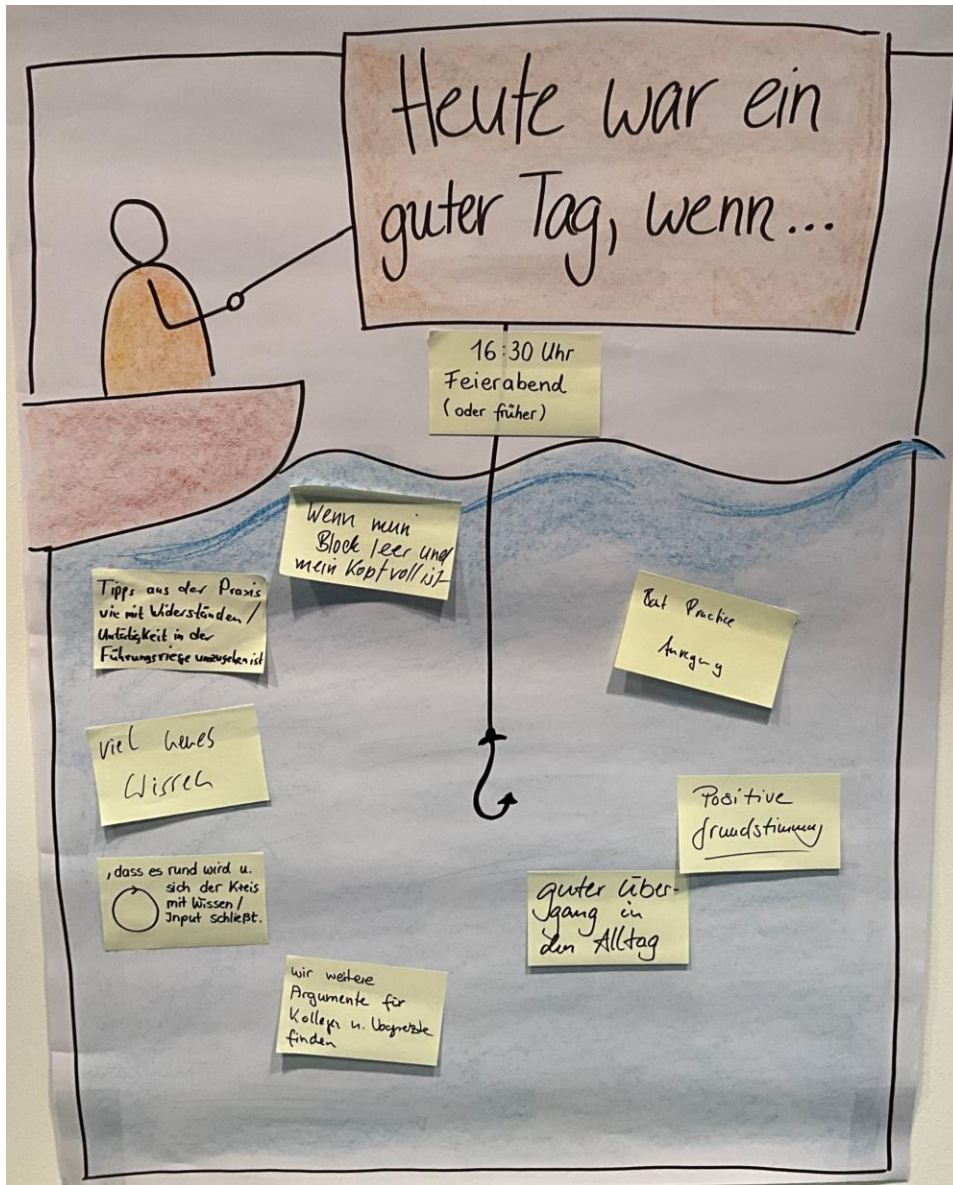 Heute war ein
guter Tag, wenn...
16:30 Uhr
Feierabend
(oder früher)
Wenn mein
Block leer und
mein Kopf voll ist
Tipps aus der Praxis
wie mit Widerständen /
Untätigkeit in der
Führungsriege umzugehen ist
Best Practice
Anregung
viel neues
Wissen
Positive
Grundstimmung
, dass es rund wird u.
sich der Kreis
mit Wissen /
Input schließt.
guter Über-
gang in
den Alltag
wir weitere
Argumente für
Kollegen u. Vorgesetzte
finden